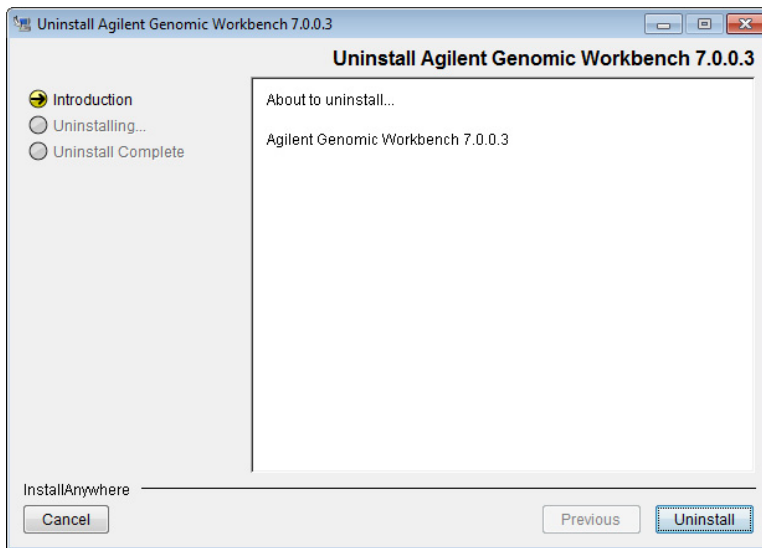 Uninstall Agilent Genomic Workbench 7.0.0.3
Uninstall Agilent Genomic Workbench 7.0.0.3
Introduction
Uninstalling...
Uninstall Complete
About to uninstall...
Agilent Genomic Workbench 7.0.0.3
InstallAnywhere
Cancel
Previous
Uninstall